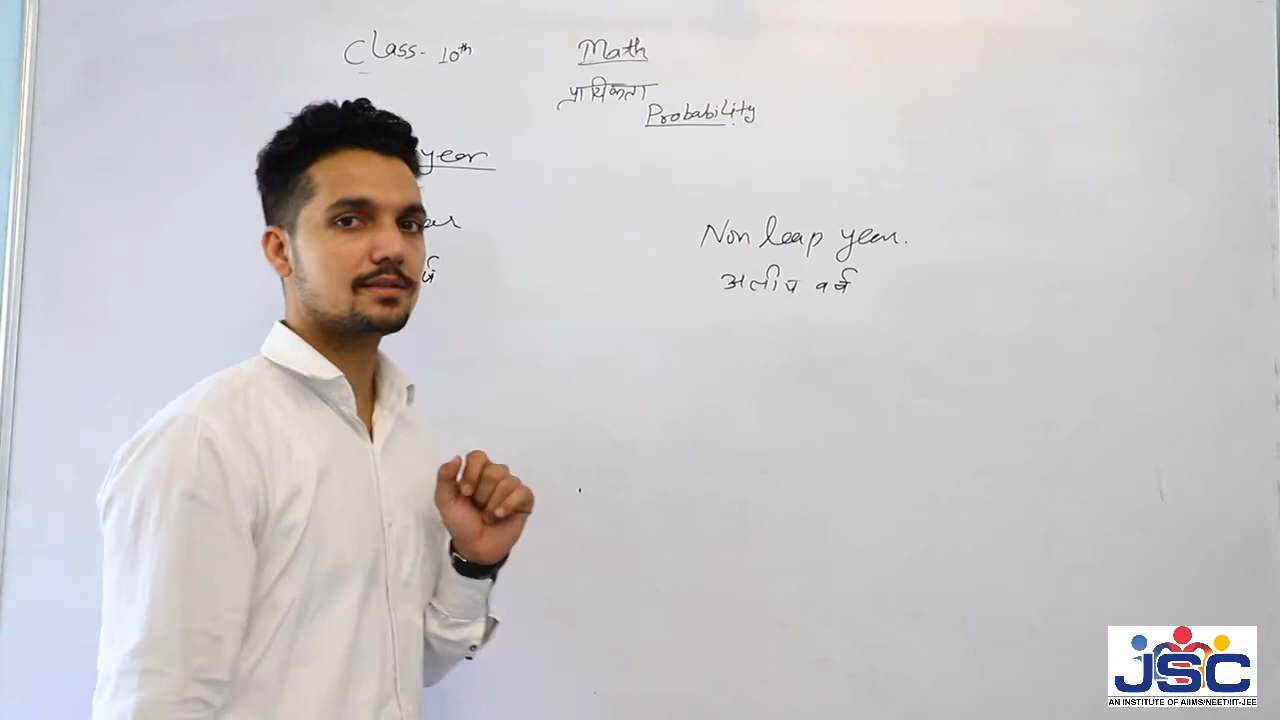 Class- 10th
Math
प्रायिकता
Probability
year
Non leap year.
अलीप वर्ष
JSC
AN INSTITUTE OF AIIMS/NEET/IIT-JEE